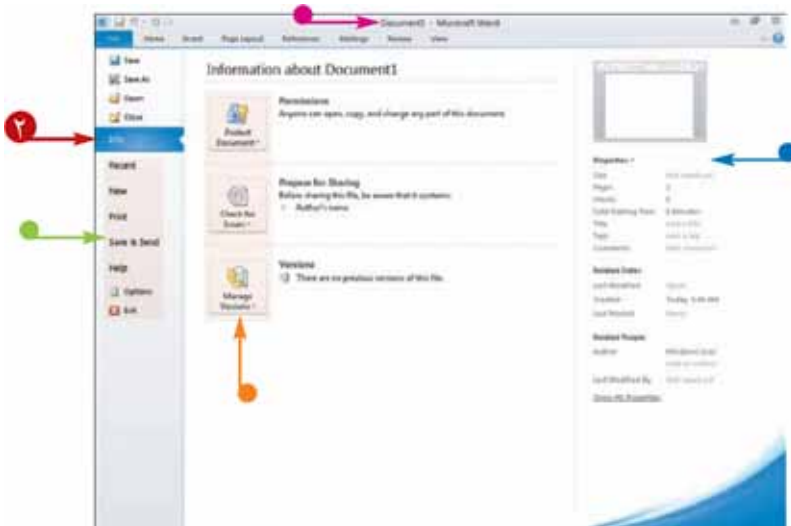 Document1 - Microsoft Word
File Home Insert Page Layout References Mailings Review View
Save
Save As
Open
Close
Info
Recent
New
Print
Save & Send
Help
Options
Exit
٢
Information about Document1
Protect Document
Permissions
Anyone can open, copy, and change any part of this document.
Check for Issues
Prepare for Sharing
Before sharing this file, be aware that it contains:
Author's name
Manage Versions
Versions
There are no previous versions of this file.
Properties
Size
Pages
Words
Total Editing Time
Title
Tags
Comments
Related Dates
Last Modified
Created Today,
Last Printed
Related People
Author
Last Modified By
Show All Properties